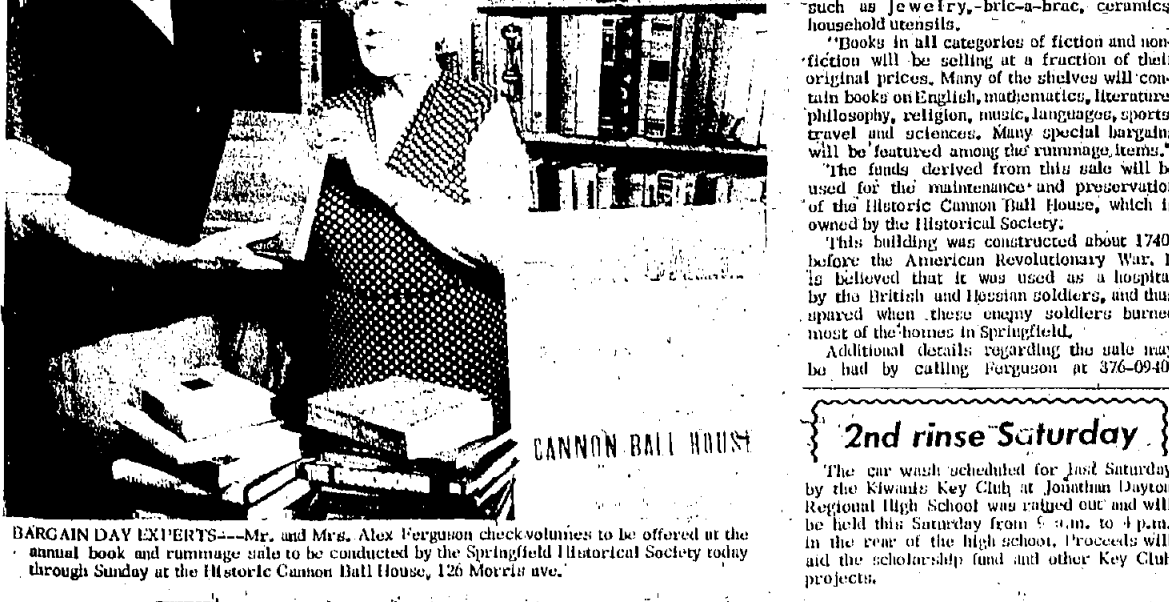 CANNON BALL HOUSE
BARGAIN DAY EXPERTS---Mr. and Mrs. Alex Ferguson check volumes to be offered at the
annual book and rummage sale to be conducted by the Springfield Historical Society today
through Sunday at the Historic Cannon Ball House, 126 Morris ave.
such as jewelry, bric-a-brac, ceramics
household utensils.
"Books in all categories of fiction and non-
fiction will be selling at a fraction of their
original prices. Many of the shelves will con-
tain books on English, mathematics, literature
philosophy, religion, music, languages, sports
travel and sciences. Many special bargain
will be featured among the rummage items."
The funds derived from this sale will b
used for the maintenance and preservatio
of the Historic Cannon Ball House, which i
owned by the Historical Society.
This building was constructed about 1740
before the American Revolutionary War. I
is believed that it was used as a hospita
by the British and Hessian soldiers, and thus
spared when these enemy soldiers burned
most of the homes in Springfield.
Additional details regarding the sale may
be had by calling Ferguson at 376-0940
2nd rinse Saturday
The car wash scheduled for last Saturday
by the Kiwanis Key Club at Jonathan Dayton
Regional High School was rained out and will
be held this Saturday from 9 a.m. to 4 p.m.
in the rear of the high school. Proceeds will
aid the scholarship fund and other Key Club
projects.